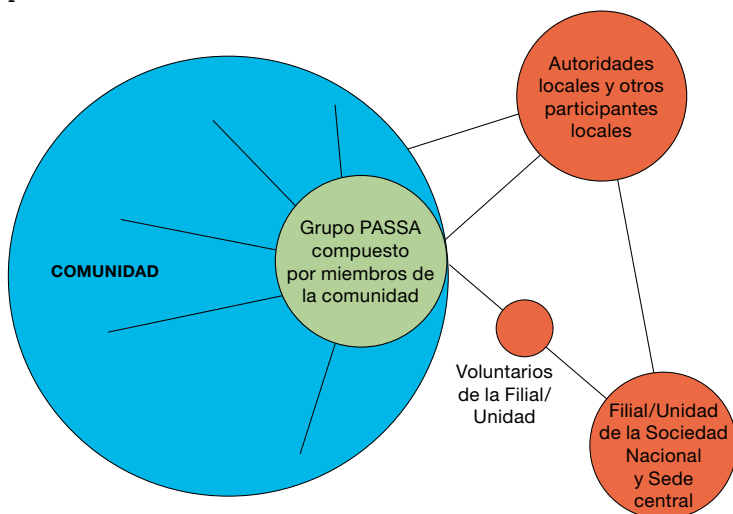 Autoridades
locales y otros
participantes
locales
Grupo PASSA
compuesto
por miembros de
la comunidad
COMUNIDAD
Voluntarios
de la Filial/
Unidad
Filial/Unidad
de la Sociedad
Nacional
y Sede
central